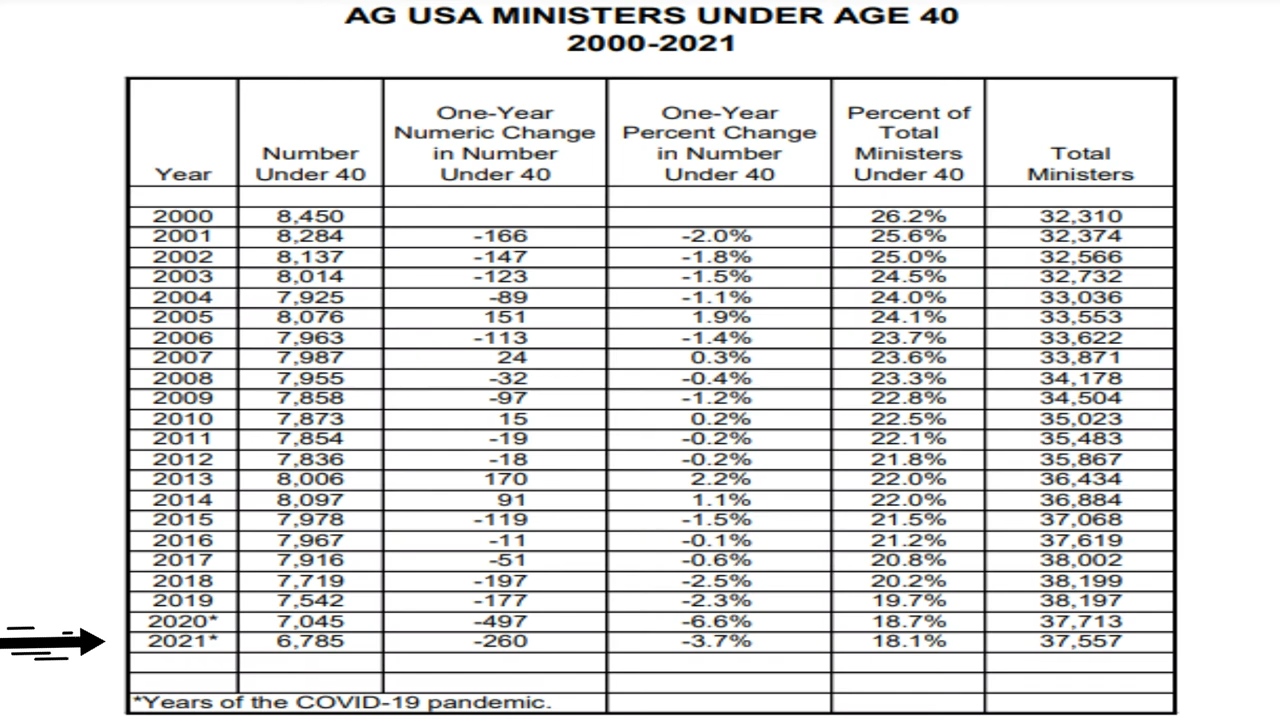 AG USA MINISTERS UNDER AGE 40
2000-2021
Year Number Under 40 One-Year Numeric Change in Number Under 40 One-Year Percent Change in Number Under 40 Percent of Total Ministers Under 40 Total Ministers
2000 8,450 26.2% 32,310
2001 8,284 -166 -2.0% 25.6% 32,374
2002 8,137 -147 -1.8% 25.0% 32,566
2003 8,014 -123 -1.5% 24.5% 32,732
2004 7,925 -89 -1.1% 24.0% 33,036
2005 8,076 151 1.9% 24.1% 33,553
2006 7,963 -113 -1.4% 23.7% 33,622
2007 7,987 24 0.3% 23.6% 33,871
2008 7,955 -32 -0.4% 23.3% 34,178
2009 7,858 -97 -1.2% 22.8% 34,504
2010 7,873 15 0.2% 22.5% 35,023
2011 7,854 -19 -0.2% 22.1% 35,483
2012 7,836 -18 -0.2% 21.8% 35,867
2013 8,006 170 2.2% 22.0% 36,434
2014 8,097 91 1.1% 22.0% 36,884
2015 7,978 -119 -1.5% 21.5% 37,068
2016 7,967 -11 -0.1% 21.2% 37,619
2017 7,916 -51 -0.6% 20.8% 38,002
2018 7,719 -197 -2.5% 20.2% 38,199
2019 7,542 -177 -2.3% 19.7% 38,197
2020* 7,045 -497 -6.6% 18.7% 37,713
2021* 6,785 -260 -3.7% 18.1% 37,557
*Years of the COVID-19 pandemic.